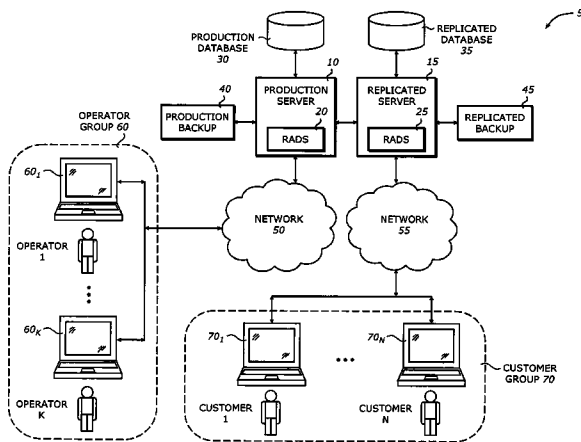 5
PRODUCTION
DATABASE
30
REPLICATED
DATABASE
35
10
15
40
45
PRODUCTION
SERVER
20
RADS
REPLICATED
SERVER
25
RADS
PRODUCTION
BACKUP
REPLICATED
BACKUP
OPERATOR
GROUP 60
60₁
OPERATOR
1
NETWORK
50
NETWORK
55
60ₖ
OPERATOR
K
70₁
70ₙ
CUSTOMER
GROUP 70
CUSTOMER
1
CUSTOMER
N